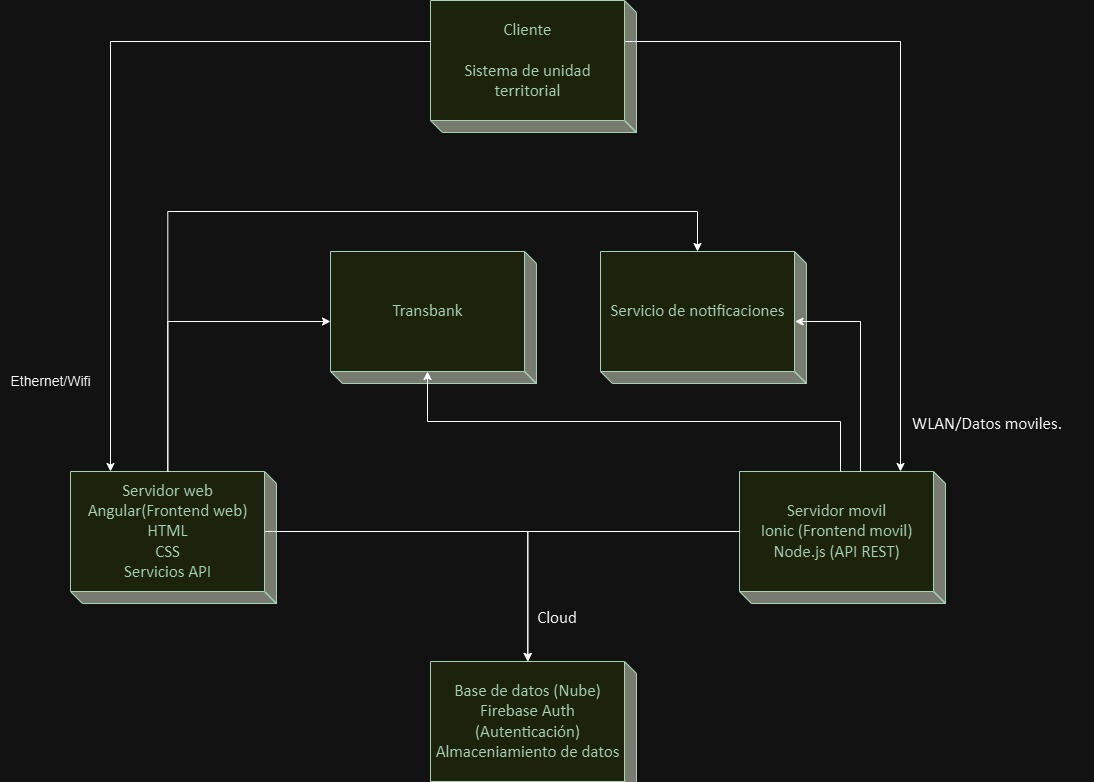 Cliente
Sistema de unidad
territorial
Transbank
Servicio de notificaciones
Ethernet/Wifi
WLAN/Datos moviles.
Servidor web
Angular(Frontend web)
HTML
CSS
Servicios API
Servidor movil
Ionic (Frontend movil)
Node.js (API REST)
Cloud
Base de datos (Nube)
Firebase Auth
(Autenticación)
Almaceniamiento de datos